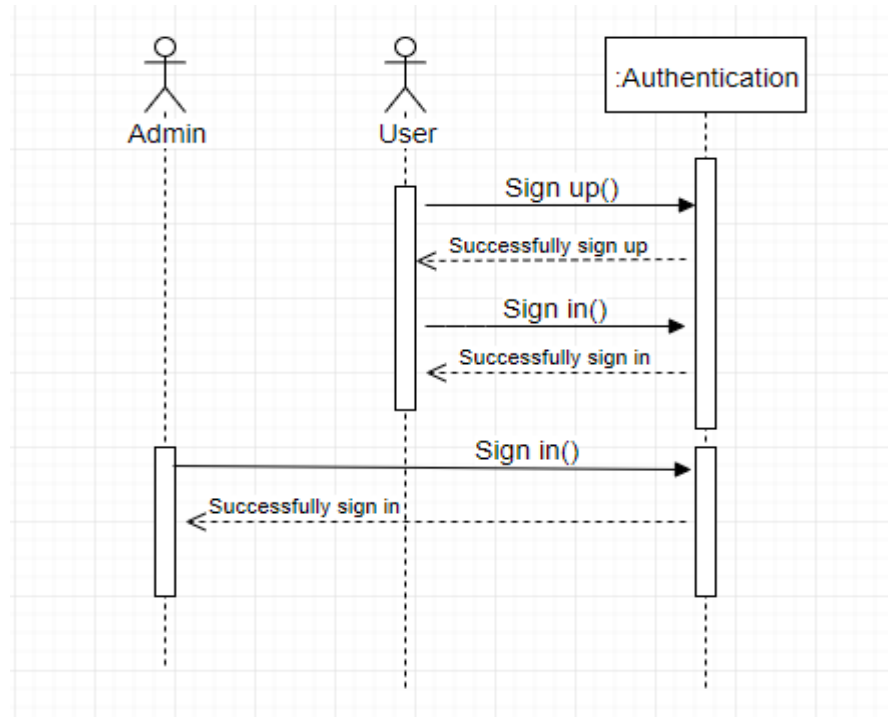 :Authentication
Admin
User
Sign up()
Successfully sign up
Sign in()
Successfully sign in
Sign in()
Successfully sign in